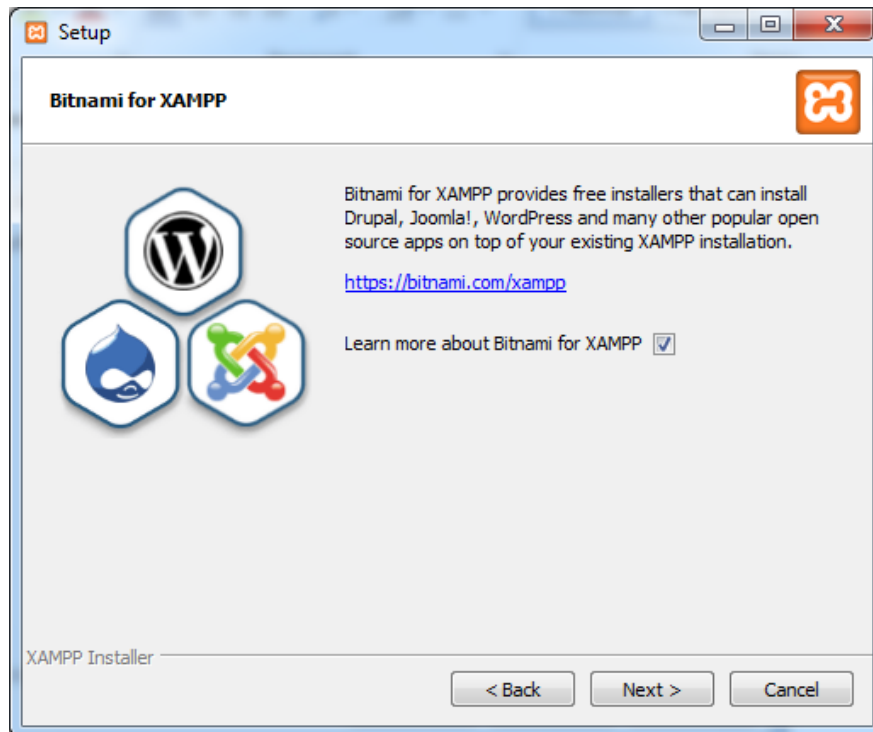 Setup
Bitnami for XAMPP
Bitnami for XAMPP provides free installers that can install
Drupal, Joomla!, WordPress and many other popular open
source apps on top of your existing XAMPP installation.
https://bitnami.com/xampp
Learn more about Bitnami for XAMPP
XAMPP Installer
< Back
Next >
Cancel